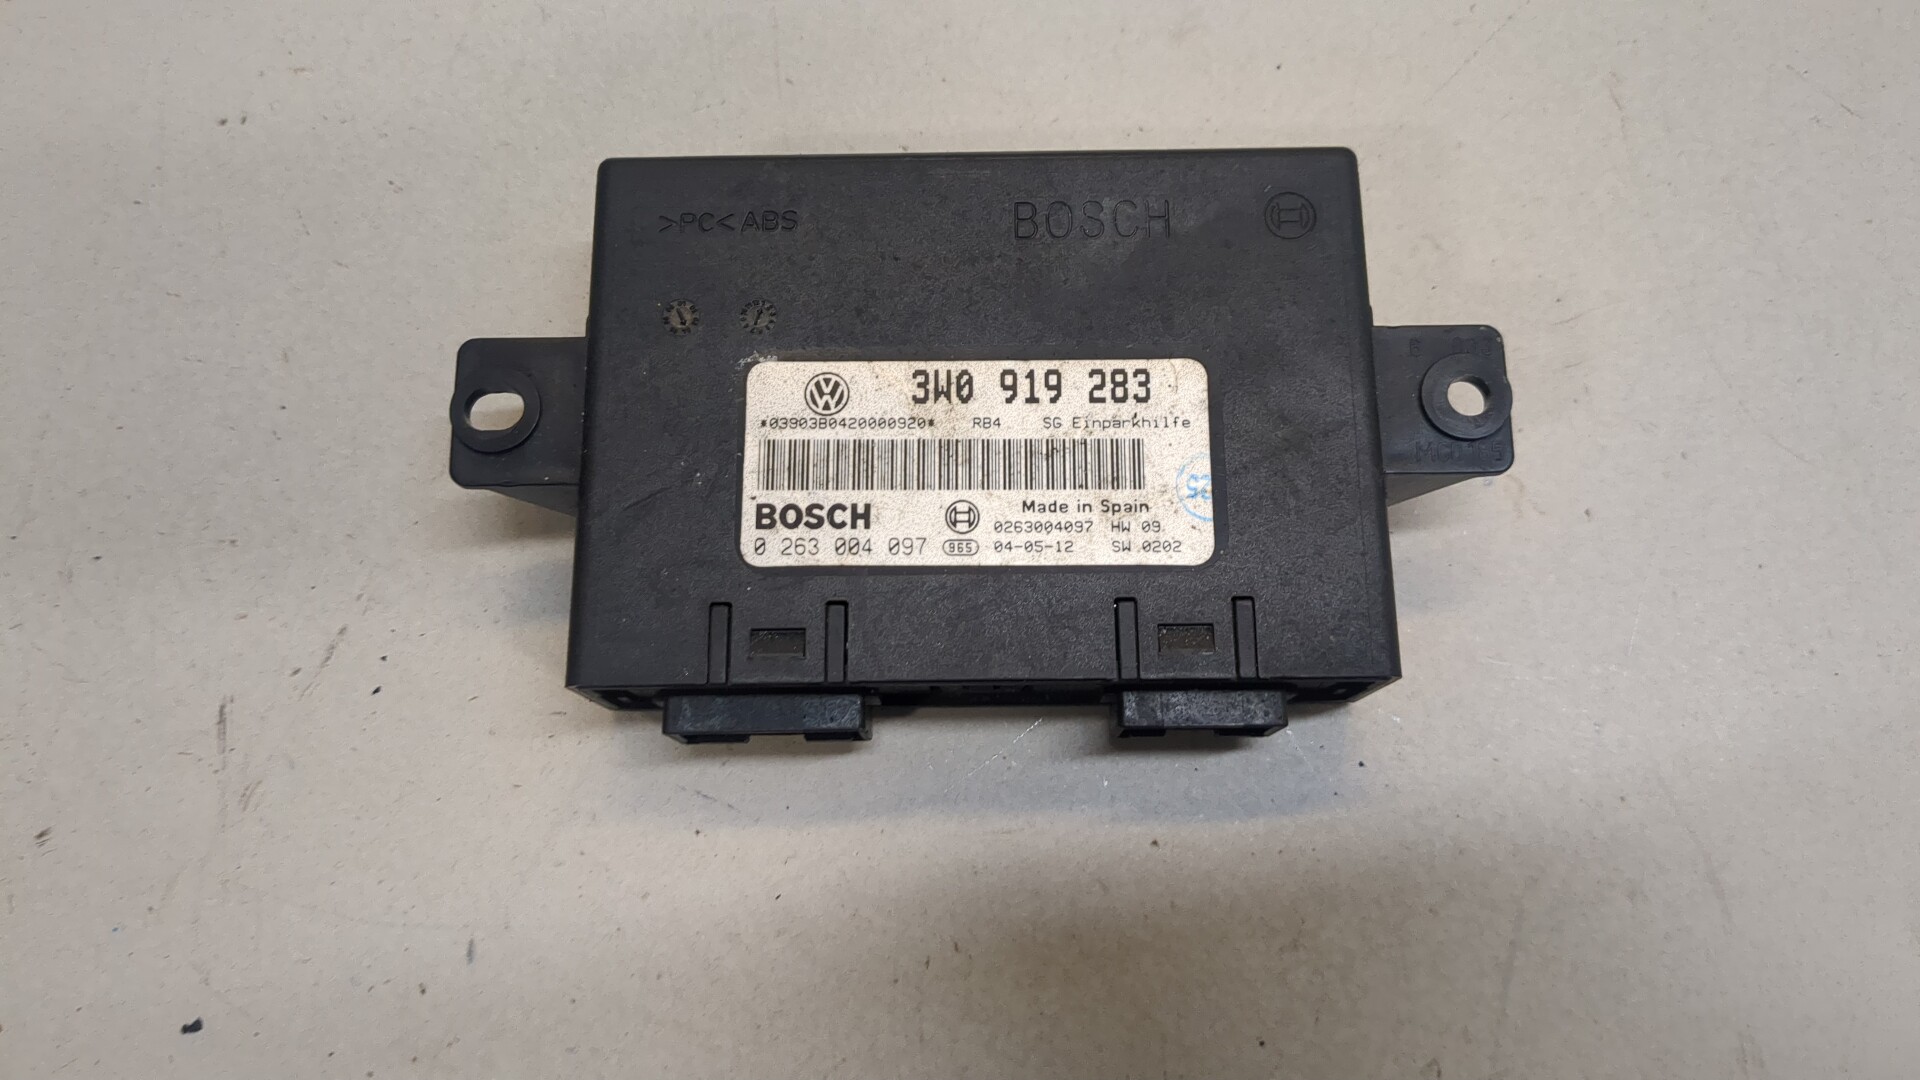 >PC<ABS BOSCH
3W0 919 283
*03903B0420000920* RB4 SG Einparkhilfe
BOSCH Made in Spain
0263004097 HW 09
0 263 004 097 965 04-05-12 SW 0202